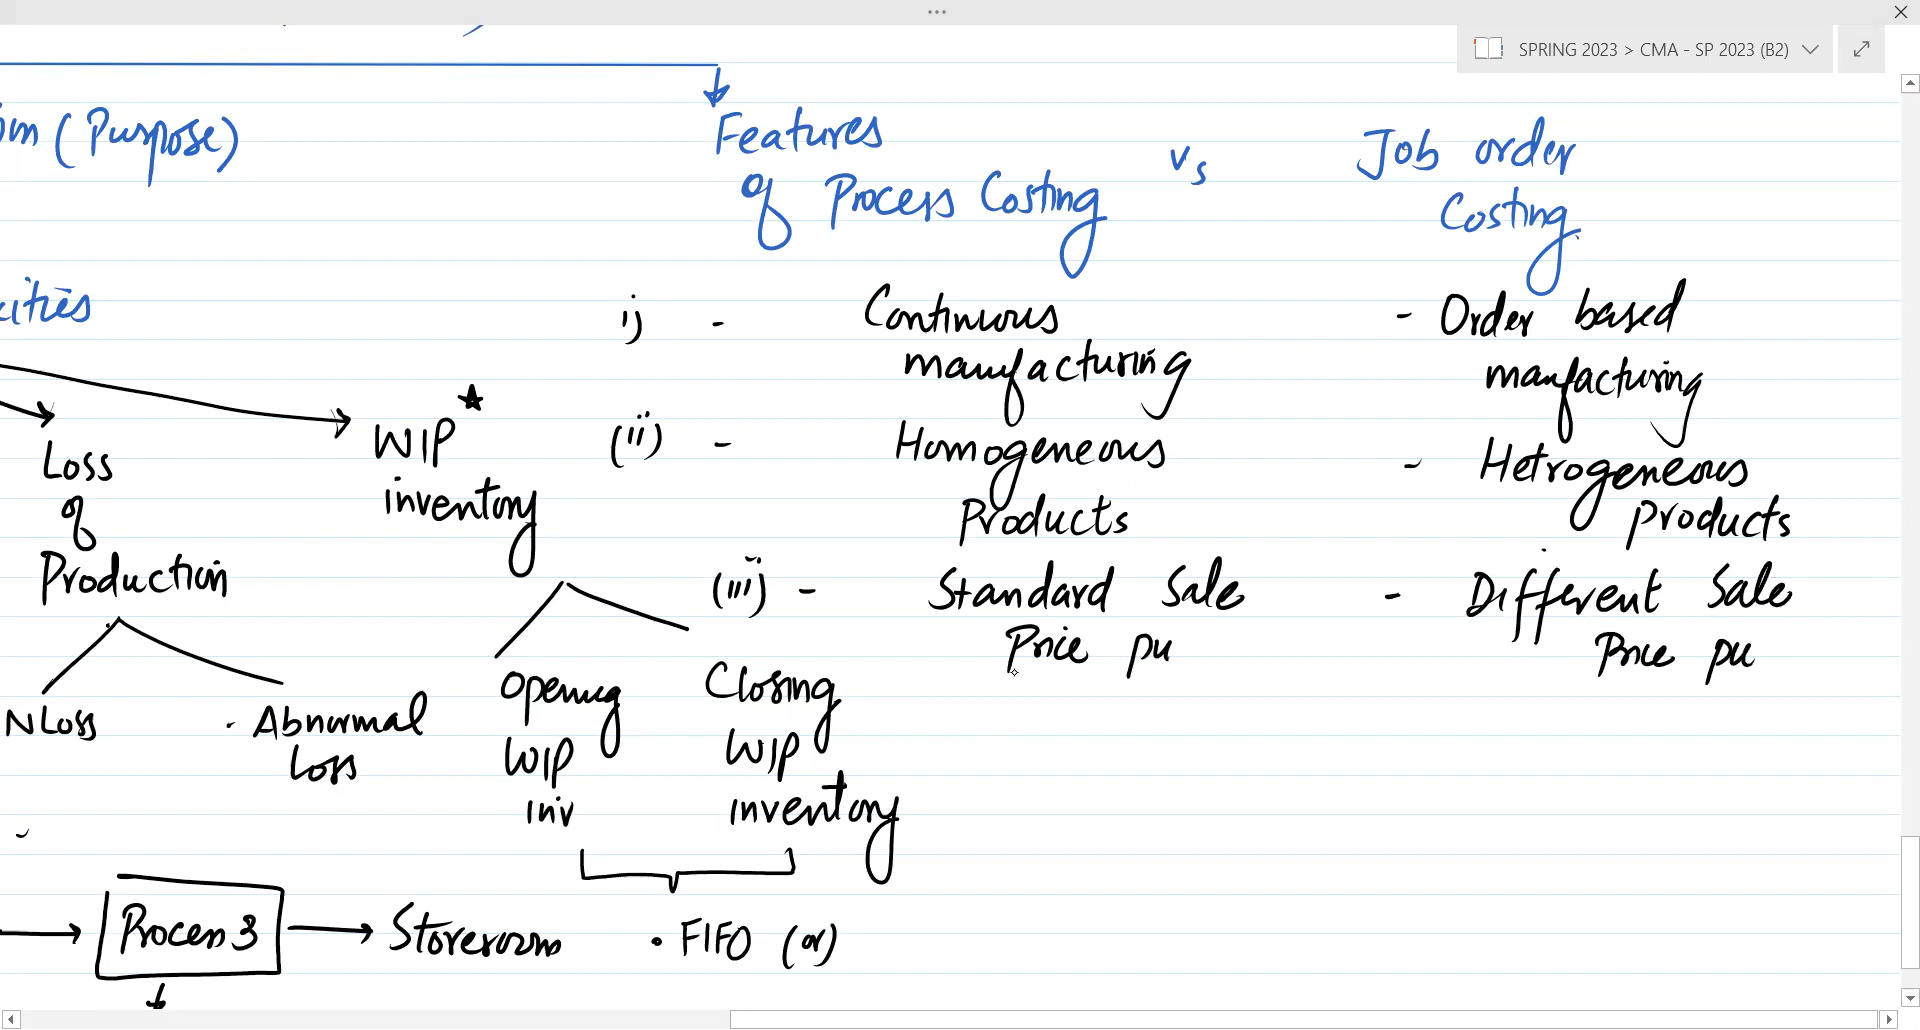 SPRING 2023 > CMA - SP 2023 (B2)
(Purpose)
Features
of Process Costing
vs
Job order
Costing
i) - Continuous
manufacturing
- Order based
manfacturing
(ii) - Homogeneous
Products
- Hetrogeneous
products
(iii) - Standard Sale
Price pu
- Different Sale
Price pu
Loss
of
Production
NLoss
Abnormal
Loss
WIP
inventory
Opening
WIP
inv
Closing
WIP
inventory
Process 3
Storeroom
• FIFO (or)